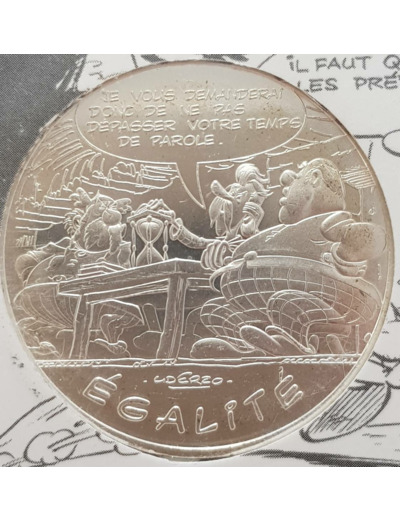 IL FAUT Q
LES PRÉ
JE VOUS DEMANDERAI
DONC DE NE PAS
DÉPASSER VOTRE TEMPS
DE PAROLE.
UDERZO
ÉGALITÉ